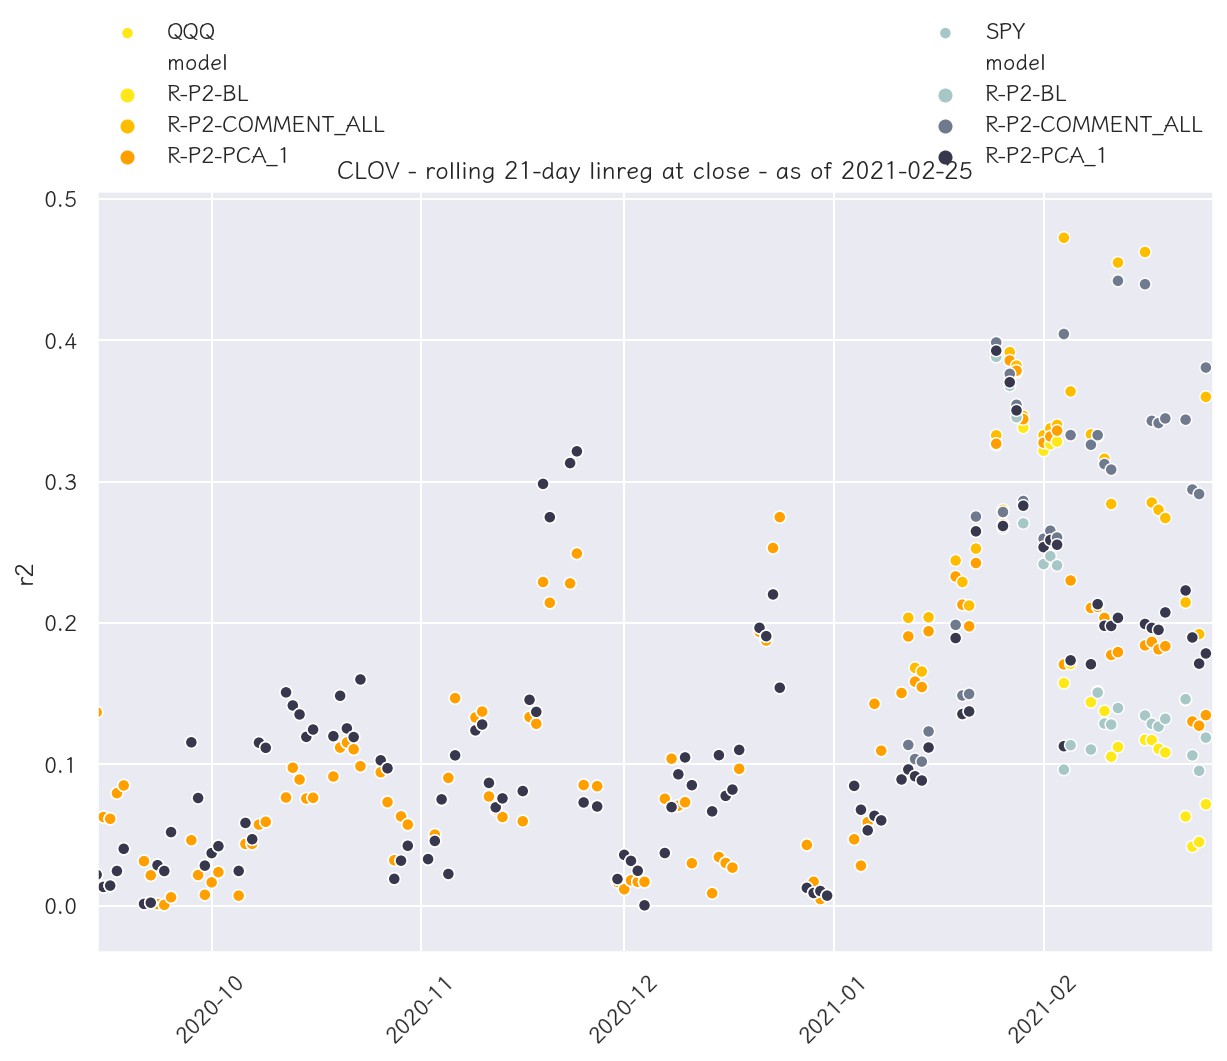 QQQ
model
R-P2-BL
R-P2-COMMENT_ALL
R-P2-PCA_1
SPY
model
R-P2-BL
R-P2-COMMENT_ALL
R-P2-PCA_1
CLOV - rolling 21-day linreg at close - as of 2021-02-25
0.5
0.4
0.3
0.2
0.1
0.0
r2
2020-10
2020-11
2020-12
2021-01
2021-02